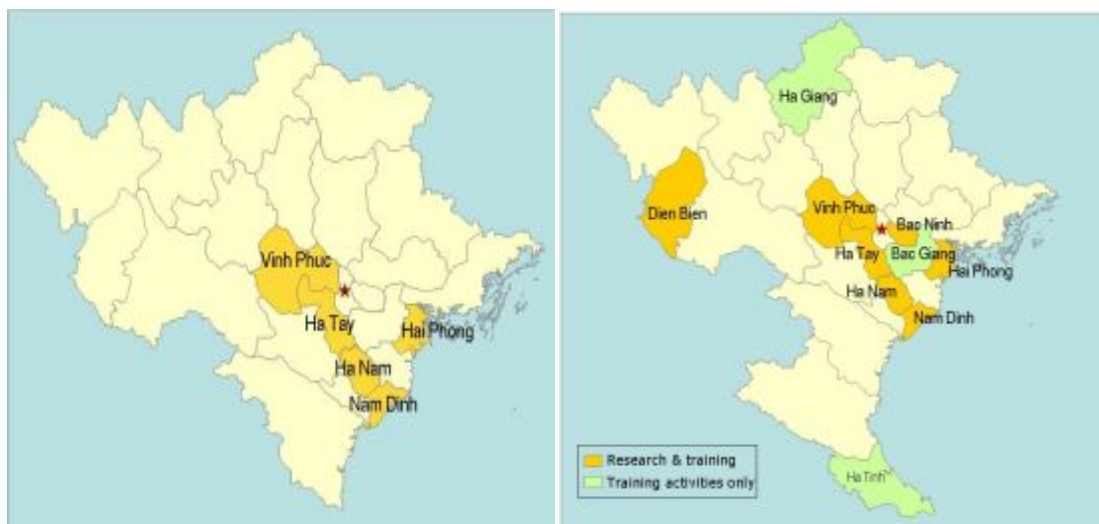 Vinh Phuc
Ha Tay
Hai Phong
Ha Nam
Nam Dinh
Ha Giang
Dien Bien
Vinh Phuc
Bac Ninh
Ha Tay
Bac Giang
Hai Phong
Ha Nam
Nam Dinh
Research & training
Training activities only
Ha Tinh